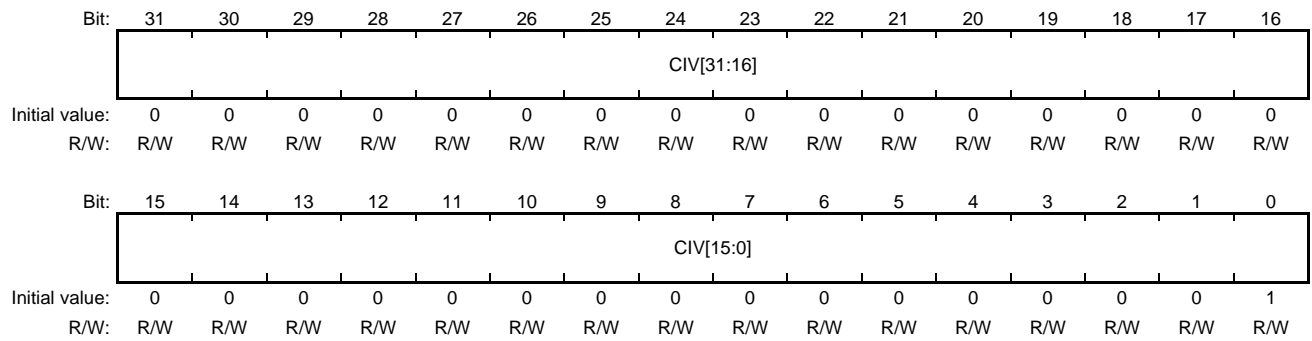 Bit: 31 30 29 28 27 26 25 24 23 22 21 20 19 18 17 16
CIV[31:16]
Initial value: 0 0 0 0 0 0 0 0 0 0 0 0 0 0 0 0
R/W: R/W R/W R/W R/W R/W R/W R/W R/W R/W R/W R/W R/W R/W R/W R/W R/W
Bit: 15 14 13 12 11 10 9 8 7 6 5 4 3 2 1 0
CIV[15:0]
Initial value: 0 0 0 0 0 0 0 0 0 0 0 0 0 0 0 1
R/W: R/W R/W R/W R/W R/W R/W R/W R/W R/W R/W R/W R/W R/W R/W R/W R/W